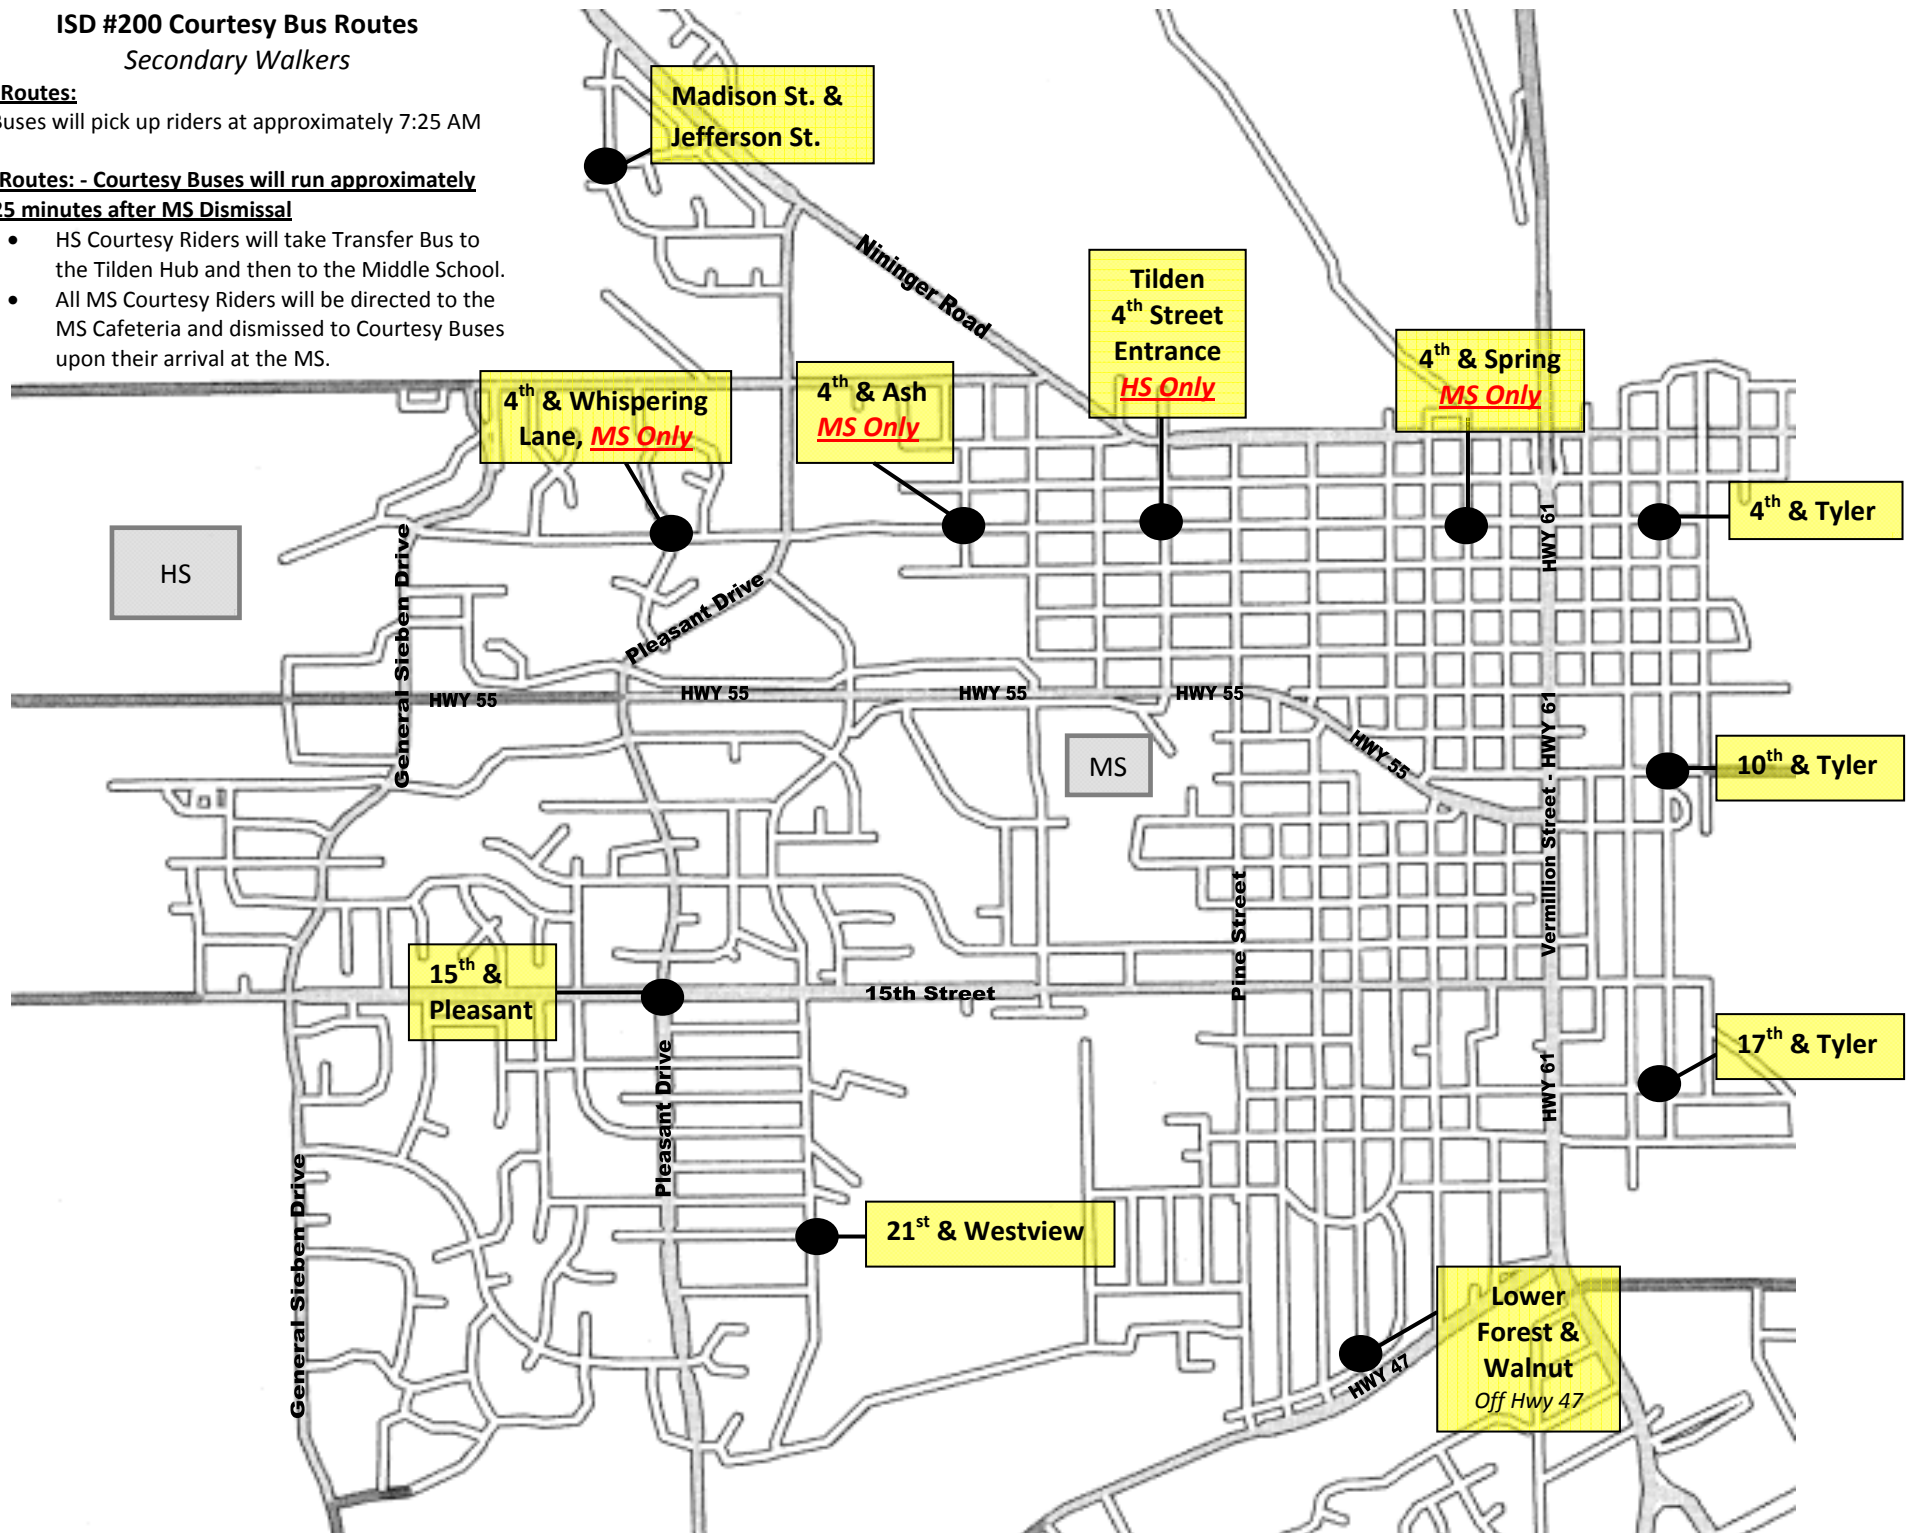 ISD #200 Courtesy Bus Routes
Secondary Walkers
Routes:
Buses will pick up riders at approximately 7:25 AM
Routes: - Courtesy Buses will run approximately
25 minutes after MS Dismissal
• HS Courtesy Riders will take Transfer Bus to
the Tilden Hub and then to the Middle School.
• All MS Courtesy Riders will be directed to the
MS Cafeteria and dismissed to Courtesy Buses
upon their arrival at the MS.
Madison St. &
Jefferson St.
Nininger Road
Tilden
4th Street
Entrance
HS Only
4th & Spring
MS Only
4th & Whispering
Lane, MS Only
4th & Ash
MS Only
4th & Tyler
HS
General Sieben Drive
Pleasant Drive
HWY 61
HWY 55
HWY 55
HWY 55
HWY 55
HWY 55
MS
Vermillion Street - HWY 61
10th & Tyler
Pine Street
15th &
Pleasant
15th Street
17th & Tyler
Pleasant Drive
HWY 61
General Sieben Drive
21st & Westview
Lower
Forest &
Walnut
Off Hwy 47
HWY 47